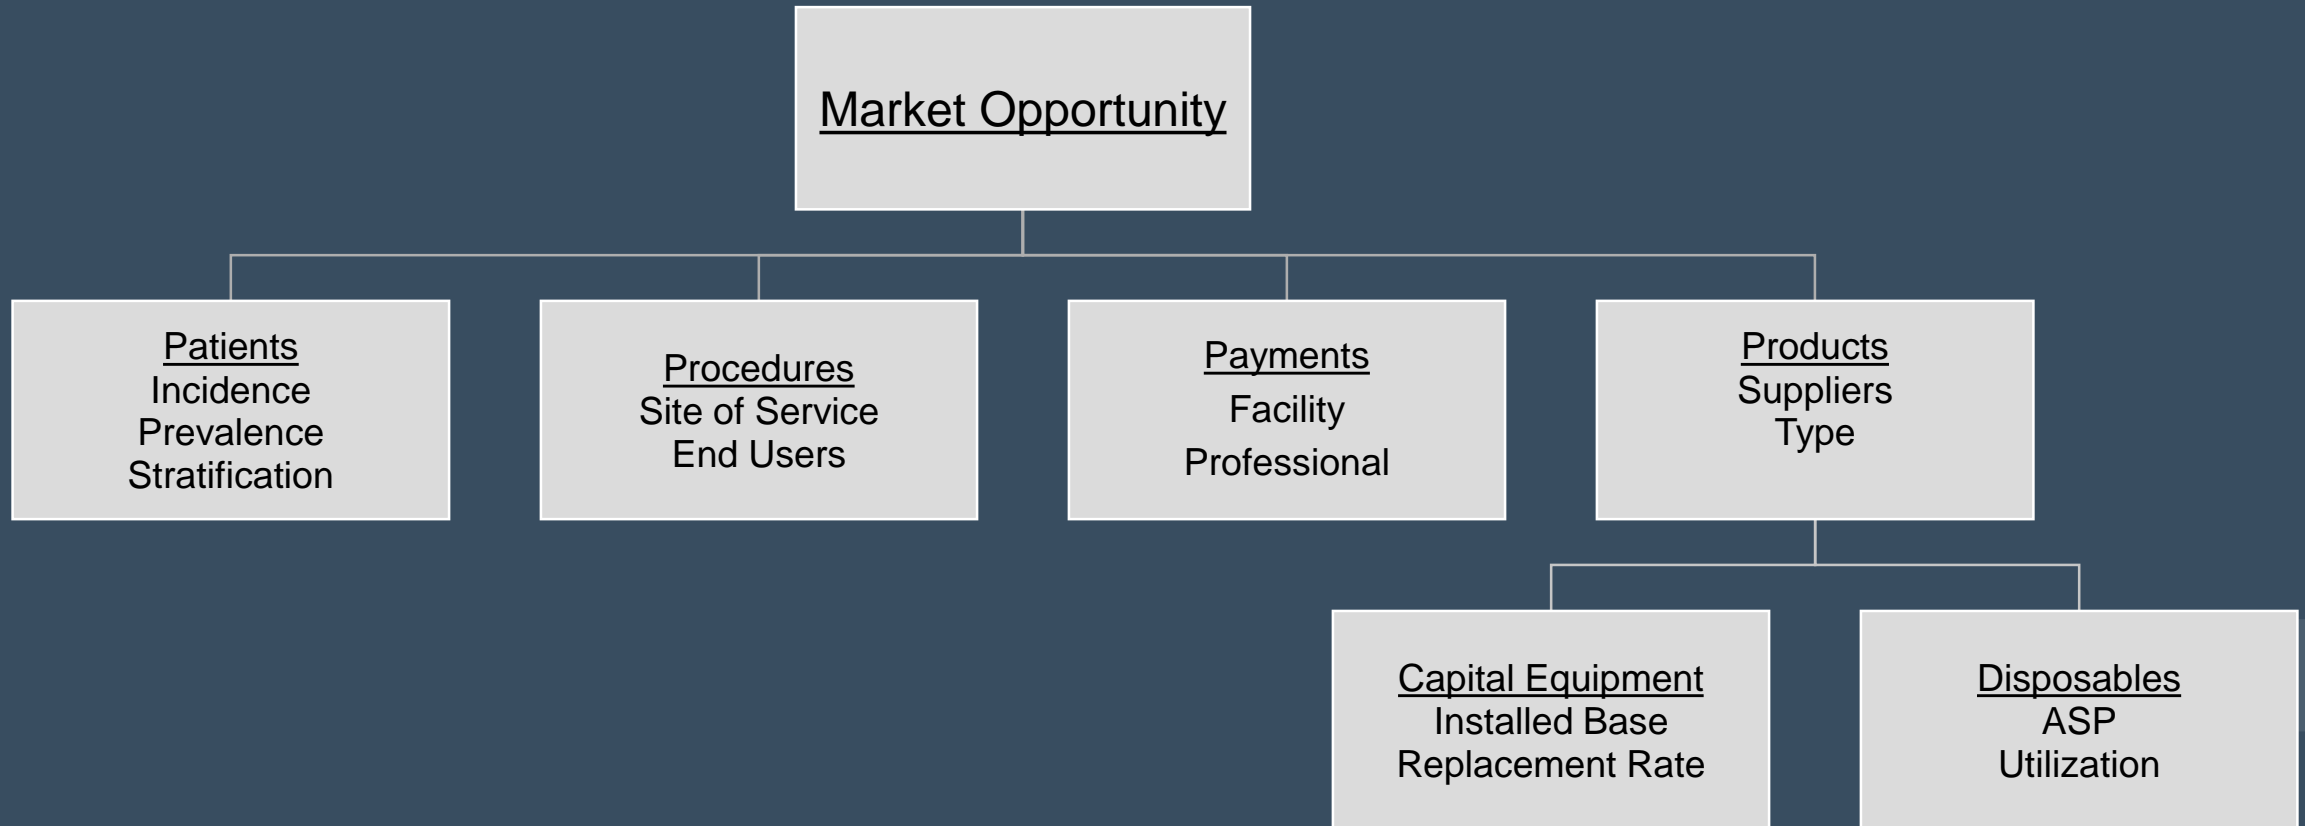 Market Opportunity
Patients
Incidence
Prevalence
Stratification
Procedures
Site of Service
End Users
Payments
Facility
Professional
Products
Suppliers
Type
Capital Equipment
Installed Base
Replacement Rate
Disposables
ASP
Utilization